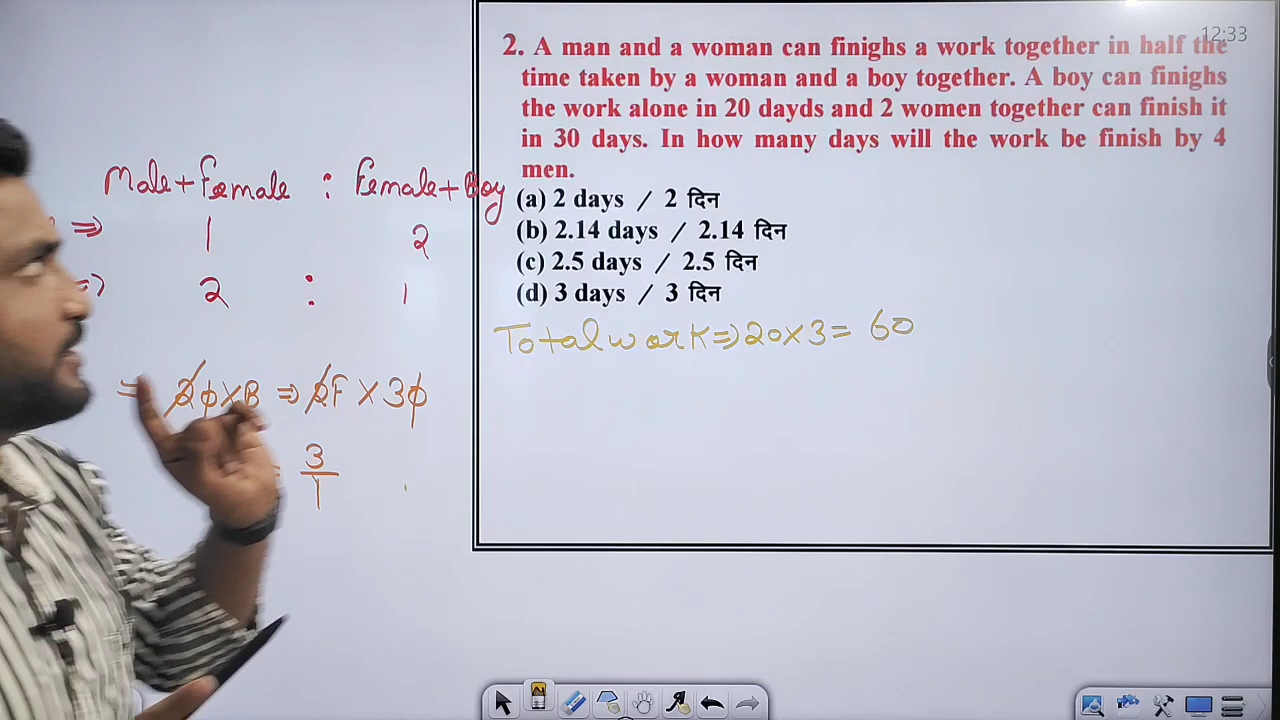 12:33
2. A man and a woman can finighs a work together in half the
time taken by a woman and a boy together. A boy can finighs
the work alone in 20 dayds and 2 women together can finish it
in 30 days. In how many days will the work be finish by 4
men.
(a) 2 days / 2 दिन
(b) 2.14 days / 2.14 दिन
(c) 2.5 days / 2.5 दिन
(d) 3 days / 3 दिन
Total work ⇒ 20×3 = 60
Male + Female : Female + Boy
⇒ 1 2
⇒ 2 : 1
⇒ 20 × B ⇒ 2F × 30
3
1